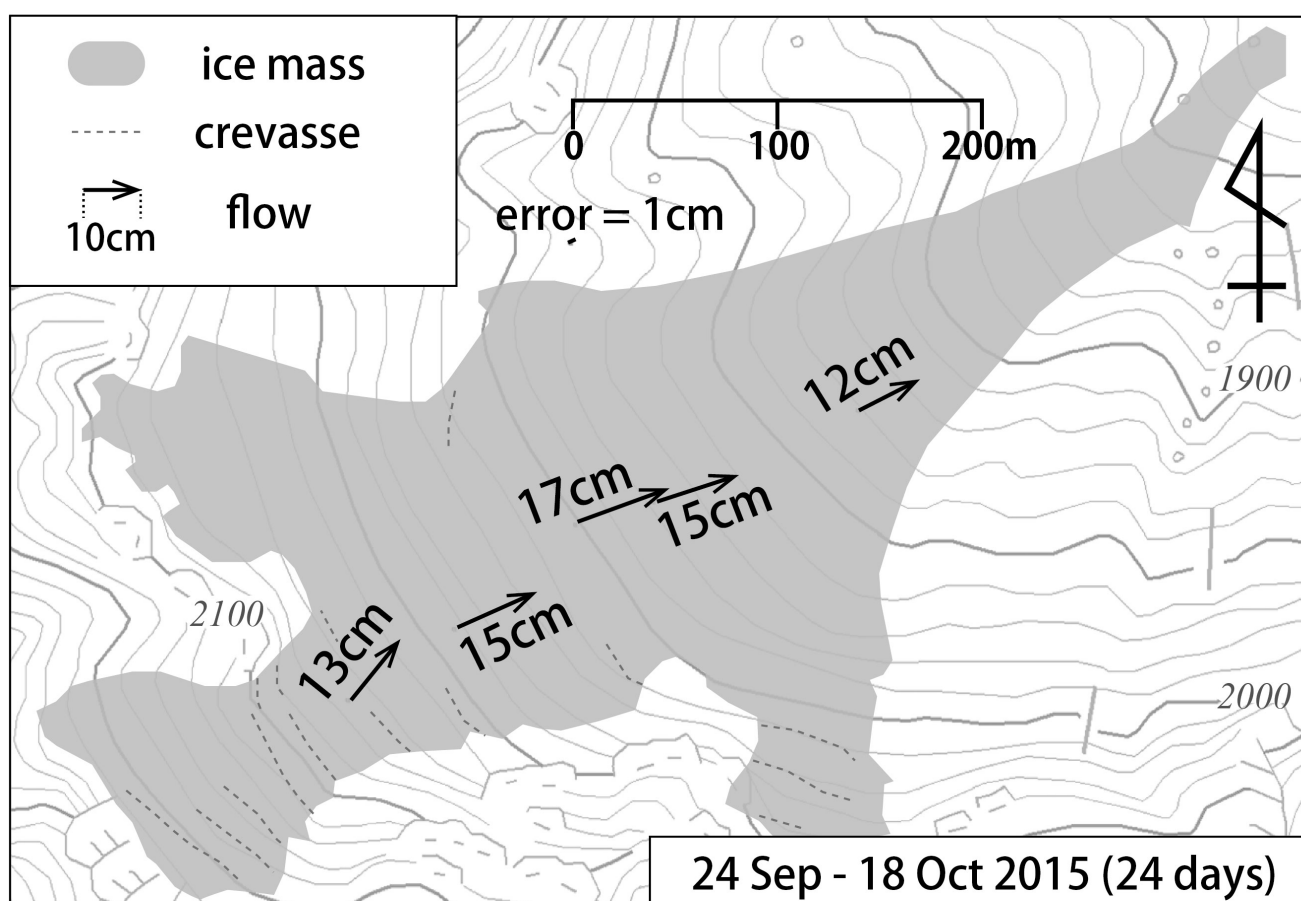 ice mass
crevasse
10cm
flow
0
100
200m
error = 1cm
1900
12cm
17cm
15cm
2100
13cm
15cm
2000
24 Sep - 18 Oct 2015 (24 days)